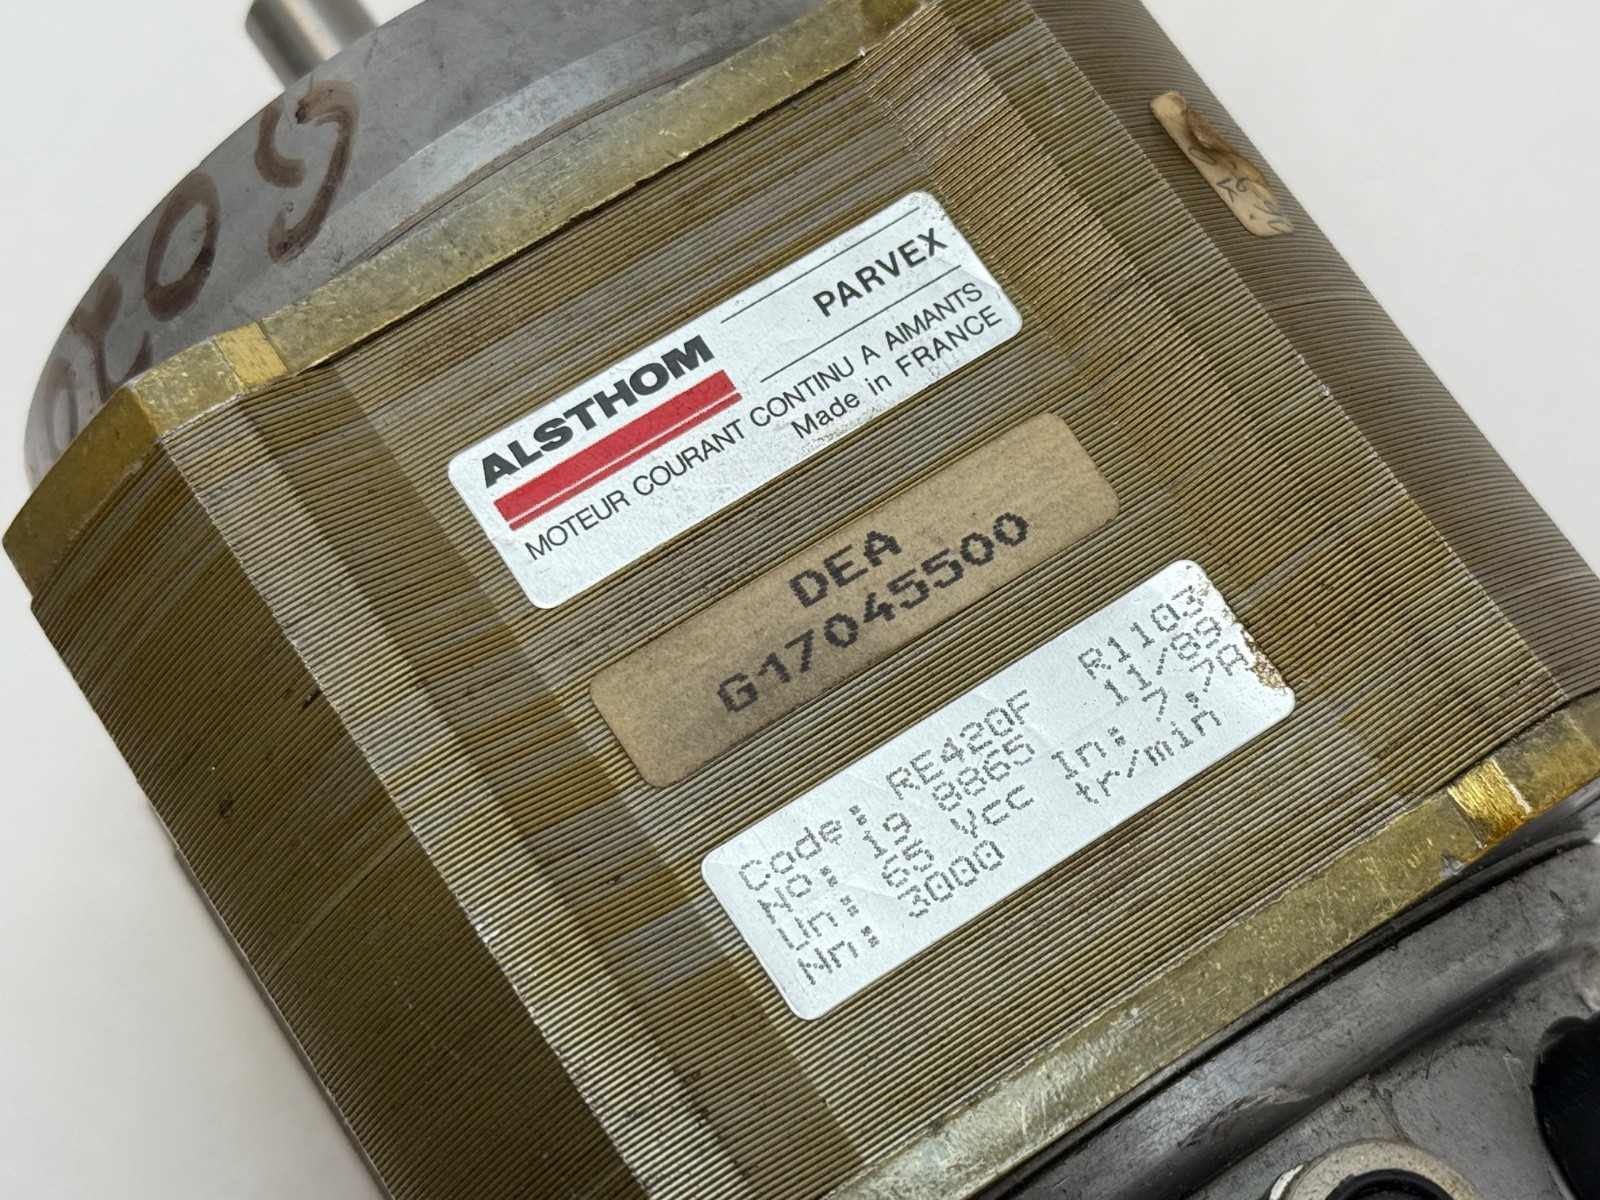 ALSTHOM
PARVEX
MOTEUR COURANT CONTINU A AIMANTS
Made in FRANCE
DEA
G17045500
Code: RE420F R1103
No: 19 8865 11/89
Un: 65 Vcc In: 7,7A
Nn: 3000 tr/min